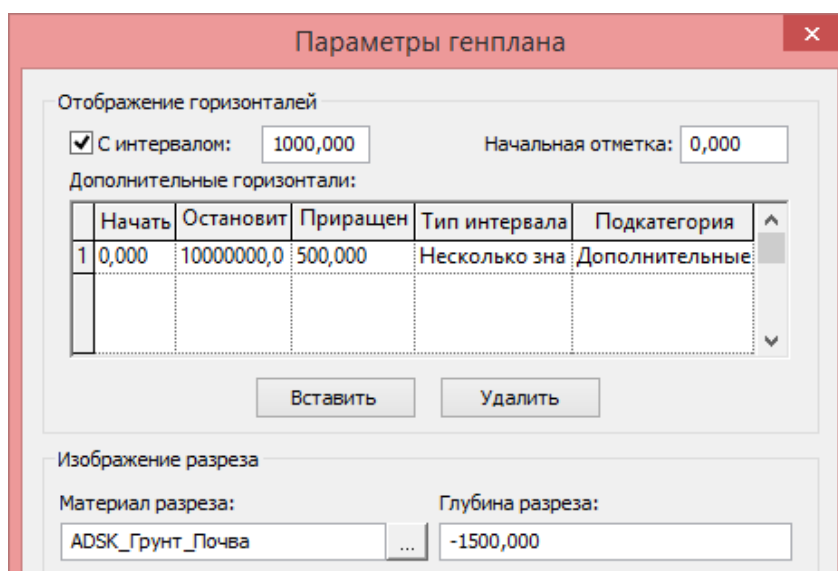 Параметры генплана
Отображение горизонталей
С интервалом: 1000,000 Начальная отметка: 0,000
Дополнительные горизонтали:
Начать Остановит Приращен Тип интервала Подкатегория
1 0,000 10000000,0 500,000 Несколько зна Дополнительные
Вставить Удалить
Изображение разреза
Материал разреза: Глубина разреза:
ADSK_Грунт_Почва ... -1500,000